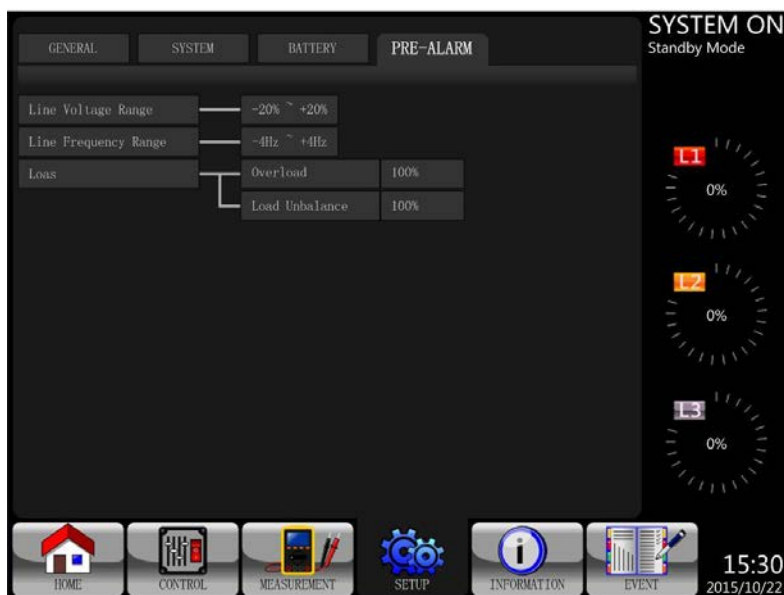 SYSTEM ON
Standby Mode
GENERAL SYSTEM BATTERY PRE-ALARM
Line Voltage Range -20% ~ +20%
Line Frequency Range -4Hz ~ +4Hz
Loas Overload 100%
Load Unbalance 100%
L1
0%
L2
0%
L3
0%
HOME CONTROL MEASUREMENT SETUP INFORMATION EVENT
15:30
2015/10/22